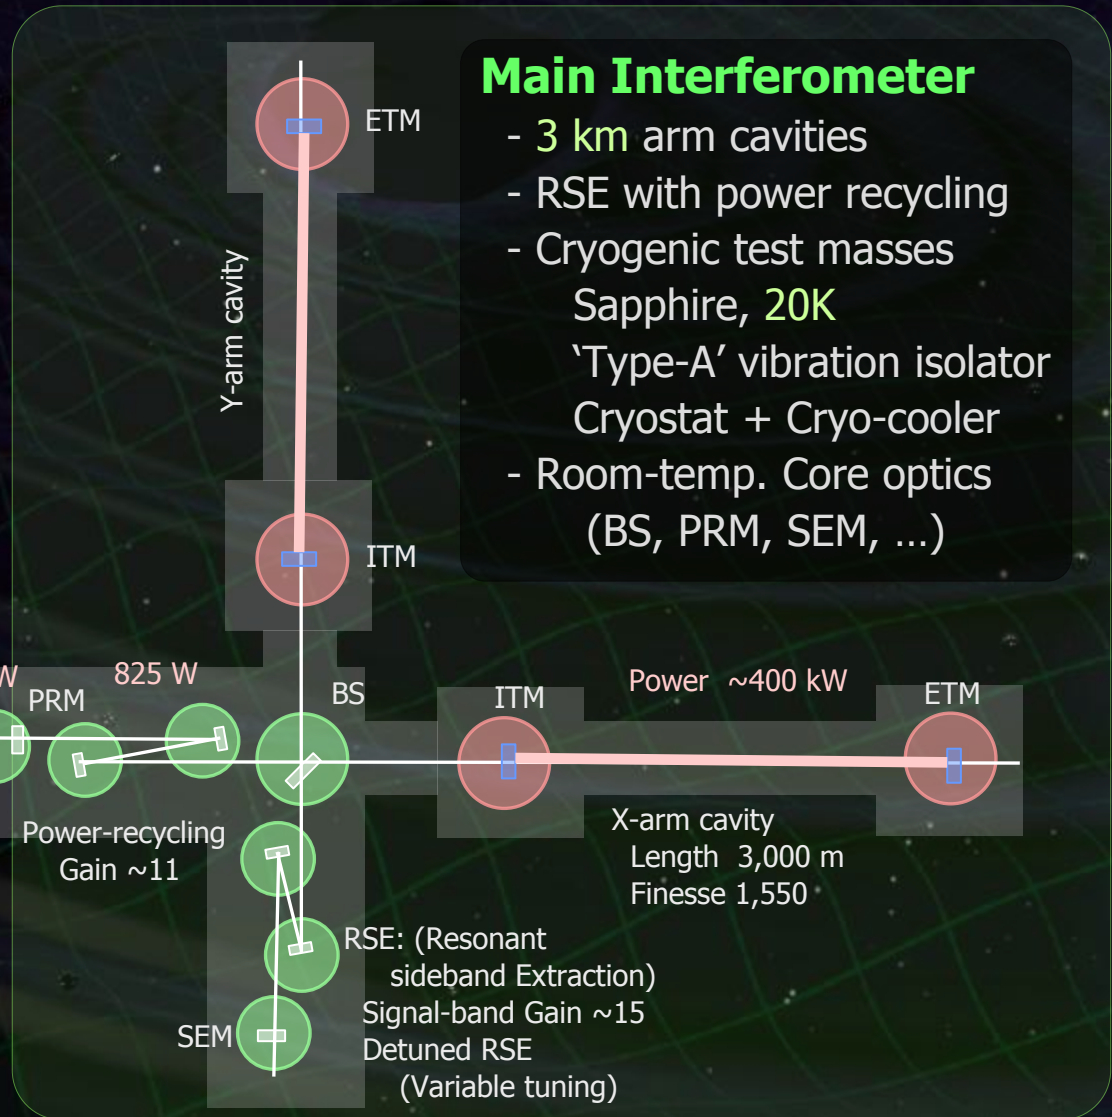 Main Interferometer
- 3 km arm cavities
- RSE with power recycling
- Cryogenic test masses
Sapphire, 20K
‘Type-A’ vibration isolator
Cryostat + Cryo-cooler
- Room-temp. Core optics
(BS, PRM, SEM, …)
ETM
Y-arm cavity
ITM
W
825 W
PRM
BS
ITM
Power ~400 kW
ETM
Power-recycling
Gain ~11
X-arm cavity
Length 3,000 m
Finesse 1,550
RSE: (Resonant
sideband Extraction)
Signal-band Gain ~15
Detuned RSE
(Variable tuning)
SEM